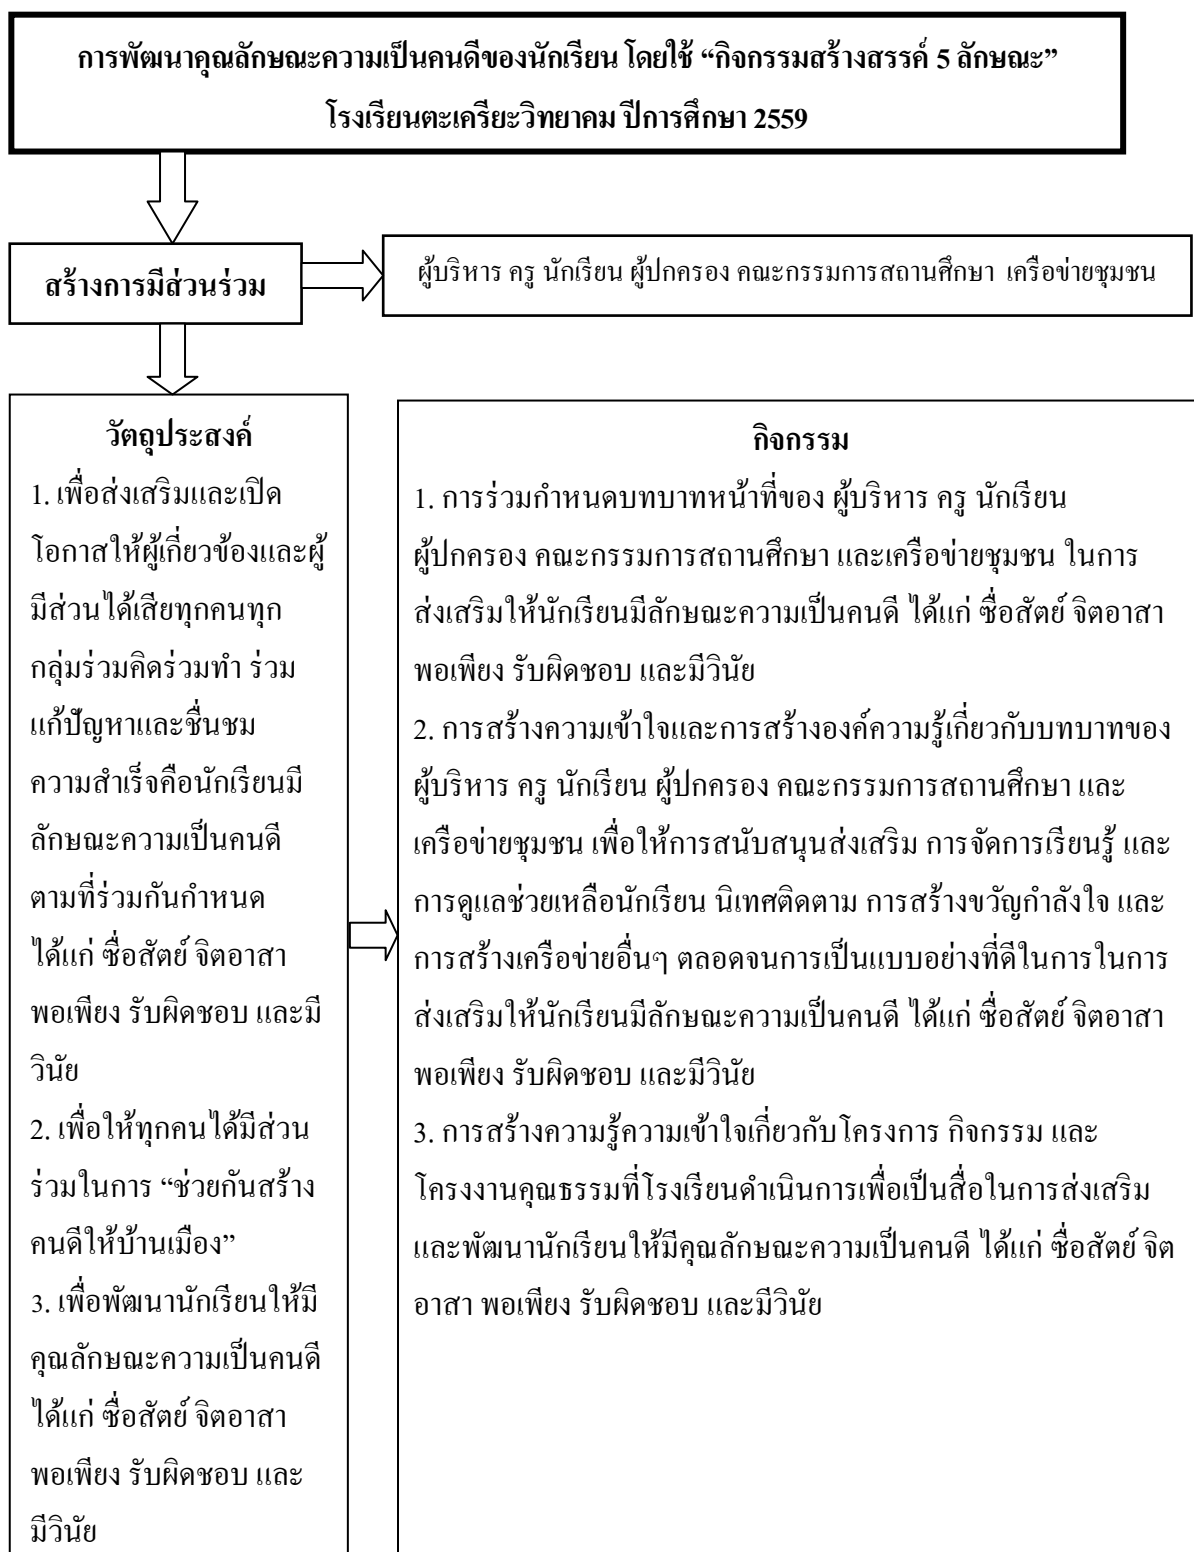 การพัฒนาคุณลักษณะความเป็นคนดีของนักเรียน โดยใช้ “กิจกรรมสร้างสรรค์ 5 ลักษณะ”
โรงเรียนตะเครียะวิทยาคม ปีการศึกษา 2559
สร้างการมีส่วนร่วม
ผู้บริหาร ครู นักเรียน ผู้ปกครอง คณะกรรมการสถานศึกษา เครือข่ายชุมชน
วัตถุประสงค์
1. เพื่อส่งเสริมและเปิด
โอกาสให้ผู้เกี่ยวข้องและผู้
มีส่วนได้เสียทุกคนทุก
กลุ่มร่วมคิดร่วมทำ ร่วม
แก้ปัญหาและชื่นชม
ความสำเร็จคือนักเรียนมี
ลักษณะความเป็นคนดี
ตามที่ร่วมกันกำหนด
ได้แก่ ซื่อสัตย์ จิตอาสา
พอเพียง รับผิดชอบ และมี
วินัย
2. เพื่อให้ทุกคนได้มีส่วน
ร่วมในการ “ช่วยกันสร้าง
คนดีให้บ้านเมือง”
3. เพื่อพัฒนานักเรียนให้มี
คุณลักษณะความเป็นคนดี
ได้แก่ ซื่อสัตย์ จิตอาสา
พอเพียง รับผิดชอบ และ
มีวินัย
กิจกรรม
1. การร่วมกำหนดบทบาทหน้าที่ของ ผู้บริหาร ครู นักเรียน
ผู้ปกครอง คณะกรรมการสถานศึกษา และเครือข่ายชุมชน ในการ
ส่งเสริมให้นักเรียนมีลักษณะความเป็นคนดี ได้แก่ ซื่อสัตย์ จิตอาสา
พอเพียง รับผิดชอบ และมีวินัย
2. การสร้างความเข้าใจและการสร้างองค์ความรู้เกี่ยวกับบทบาทของ
ผู้บริหาร ครู นักเรียน ผู้ปกครอง คณะกรรมการสถานศึกษา และ
เครือข่ายชุมชน เพื่อให้การสนับสนุนส่งเสริม การจัดการเรียนรู้ และ
การดูแลช่วยเหลือนักเรียน นิเทศติดตาม การสร้างขวัญกำลังใจ และ
การสร้างเครือข่ายอื่นๆ ตลอดจนการเป็นแบบอย่างที่ดีในการในการ
ส่งเสริมให้นักเรียนมีลักษณะความเป็นคนดี ได้แก่ ซื่อสัตย์ จิตอาสา
พอเพียง รับผิดชอบ และมีวินัย
3. การสร้างความรู้ความเข้าใจเกี่ยวกับโครงการ กิจกรรม และ
โครงงานคุณธรรมที่โรงเรียนดำเนินการเพื่อเป็นสื่อในการส่งเสริม
และพัฒนานักเรียนให้มีคุณลักษณะความเป็นคนดี ได้แก่ ซื่อสัตย์ จิต
อาสา พอเพียง รับผิดชอบ และมีวินัย